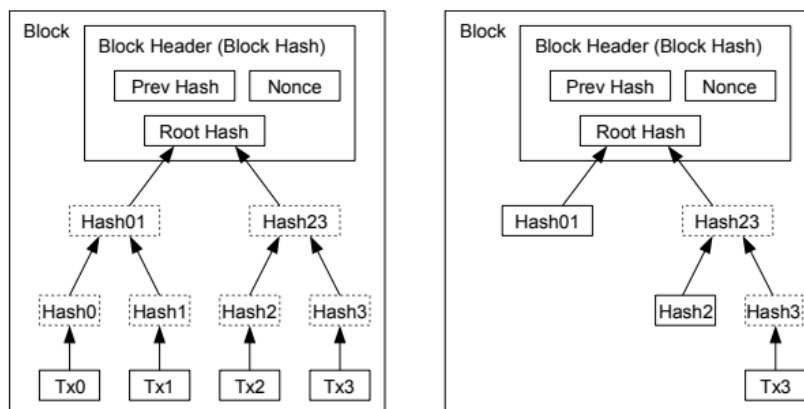 Block
Block Header (Block Hash)
Prev Hash
Nonce
Root Hash
Hash01
Hash23
Hash0
Hash1
Hash2
Hash3
Tx0
Tx1
Tx2
Tx3
Block
Block Header (Block Hash)
Prev Hash
Nonce
Root Hash
Hash01
Hash23
Hash2
Hash3
Tx3